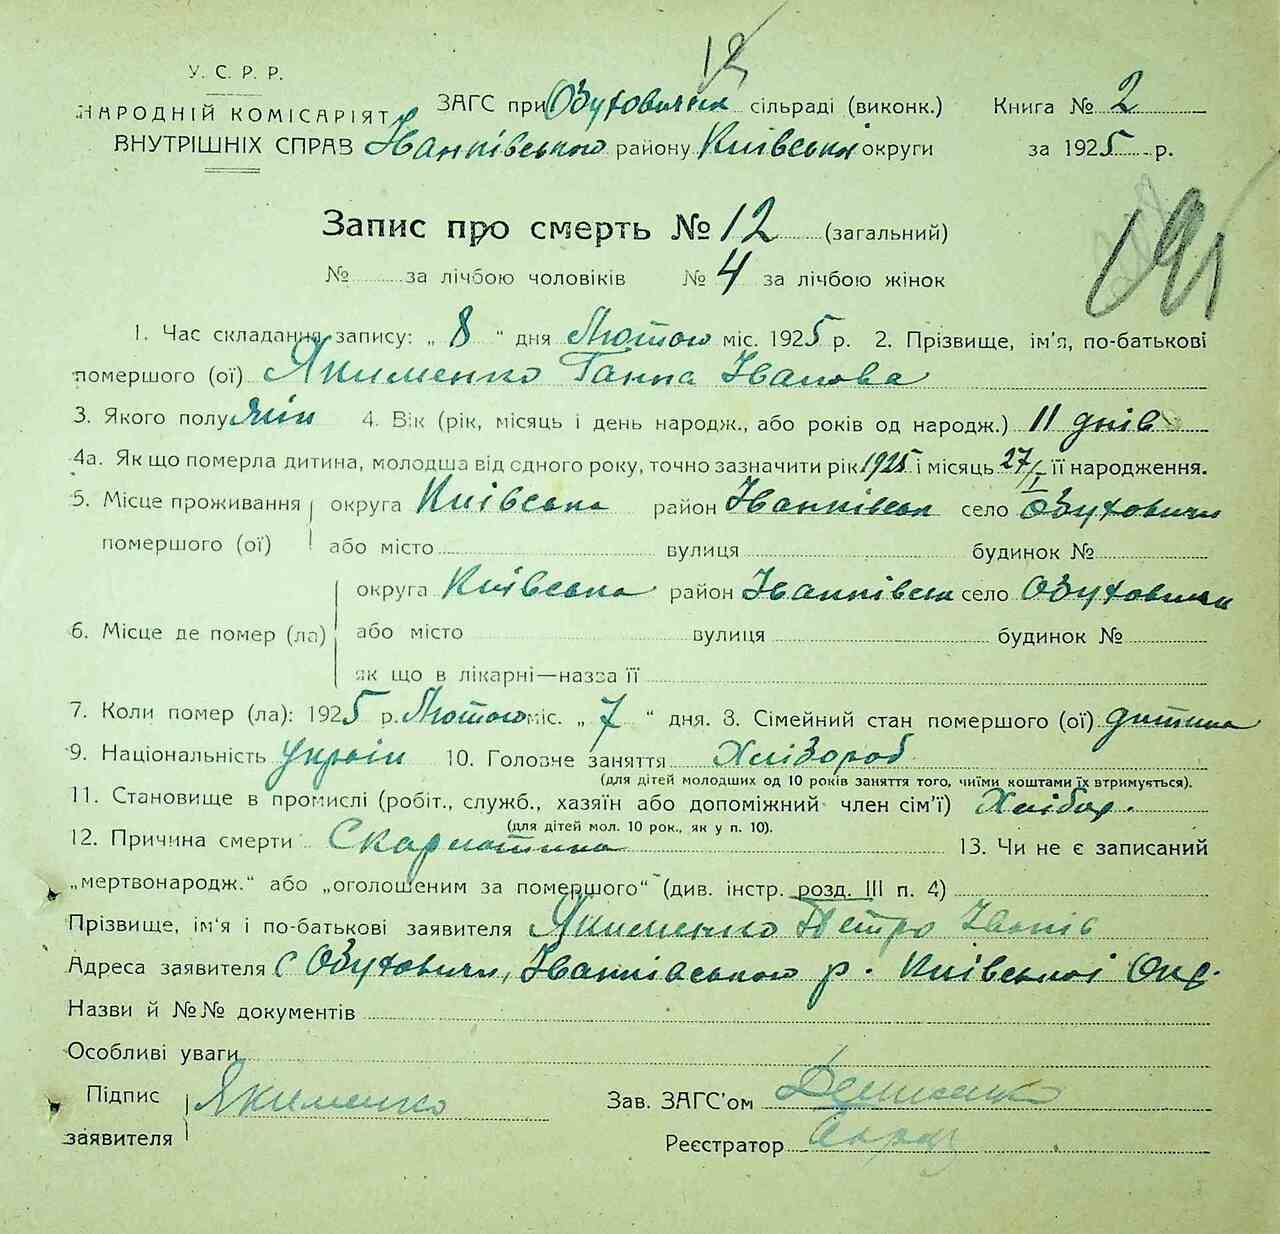 12
У. С. Р. Р.
НАРОДНІЙ КОМІСАРІЯТ
ВНУТРІШНІХ СПРАВ
ЗАГС при Обуховичах сільраді (виконк.)
Іванківського району Київської округи
Книга № 2
за 1925 р.
Запис про смерть № 12 (загальний)
№ за лічбою чоловіків № 4 за лічбою жінок
1. Час складання запису: „ 8 “ дня Лютого міс. 1925 р. 2. Прізвище, ім'я, по-батькові
помершого (ої) Якименко Ганна Іванова
3. Якого полу жін 4. Вік (рік, місяць і день народж., або років од народж.) 11 днів
4а. Як що померла дитина, молодша від одного року, точно зазначити рік 1925 і місяць 27/I її народження.
5. Місце проживання округа Київська район Іванківськ село Обуховичи
помершого (ої) або місто вулиця будинок №
округа Київська район Іванківськ село Обуховичи
6. Місце де помер (ла) або місто вулиця будинок №
як що в лікарні—назва її
7. Коли помер (ла): 1925 р. Лютого міс. „ 7 “ дня. 8. Сімейний стан помершого (ої) дитина
9. Національність україн 10. Головне заняття Хлібороб
(для дітей молодших од 10 років заняття того, чиїми коштами їх втримується).
11. Становище в промислі (робіт., служб., хазяїн або допоміжний член сім'ї) Хлібор.
(для дітей мол. 10 рок., як у п. 10).
12. Причина смерти Скарлатина 13. Чи не є записаний
„мертвонародж.“ або „оголошеним за помершого“ (див. інстр. розд. III п. 4)
Прізвище, ім'я і по-батькові заявителя Якименко Петро Іванів
Адреса заявителя с Обуховичи, Іванківського р. Київської Окр.
Назви й №№ документів
Особливі уваги
Підпис Якименко Зав. ЗАГС'ом
заявителя Реєстратор